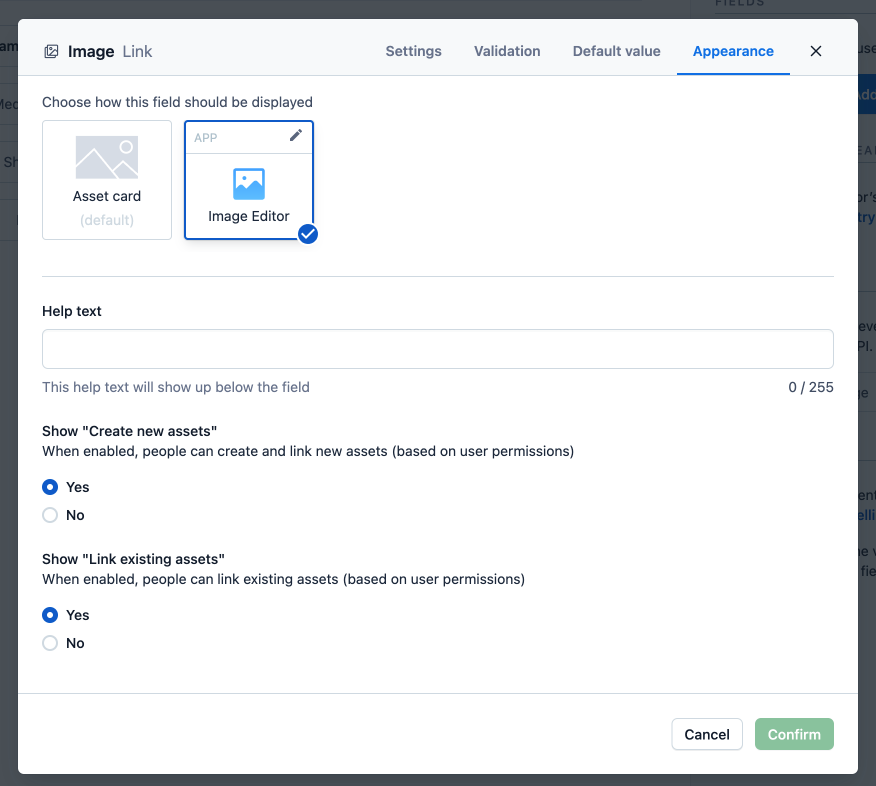 FIELDS
Image Link
Settings
Validation
Default value
Appearance
Choose how this field should be displayed
Asset card
(default)
APP
Image Editor
Help text
This help text will show up below the field
0 / 255
Show "Create new assets"
When enabled, people can create and link new assets (based on user permissions)
Yes
No
Show "Link existing assets"
When enabled, people can link existing assets (based on user permissions)
Yes
No
Cancel
Confirm